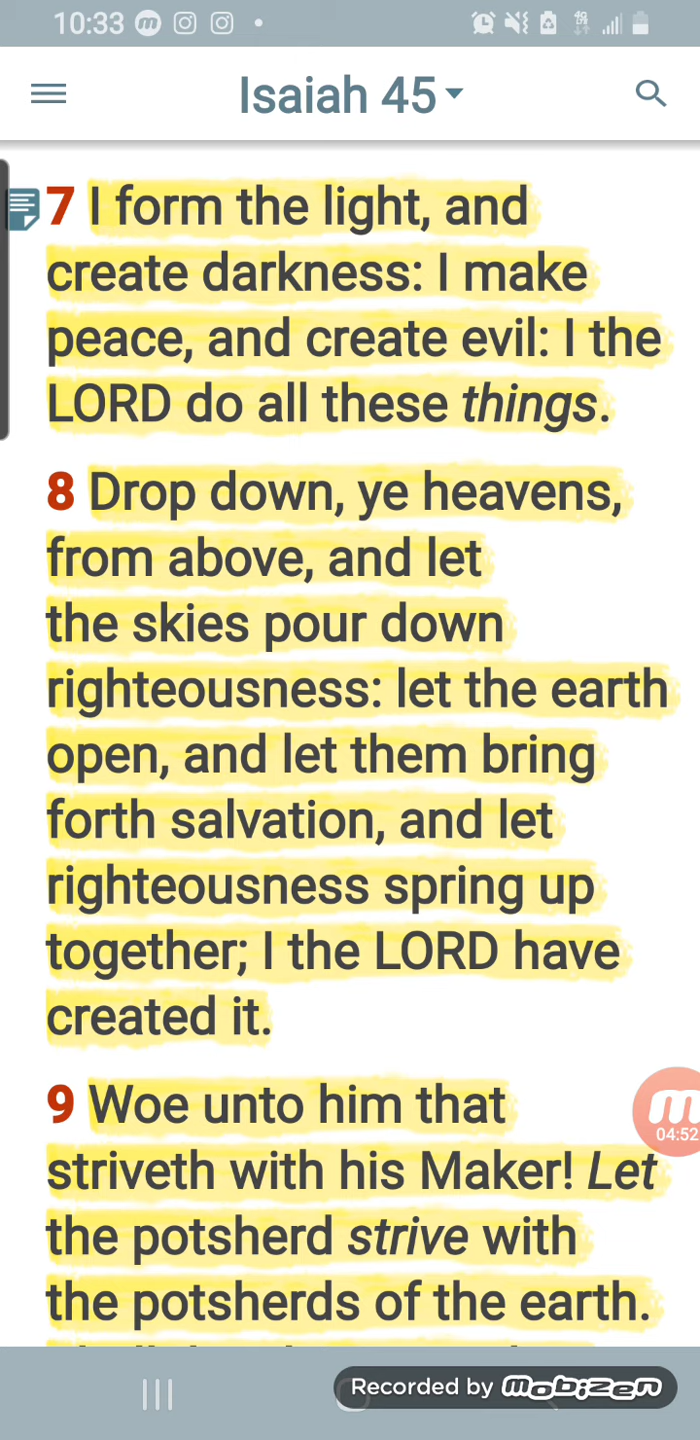 10:33
Isaiah 45
7 I form the light, and
create darkness: I make
peace, and create evil: I the
LORD do all these things.
8 Drop down, ye heavens,
from above, and let
the skies pour down
righteousness: let the earth
open, and let them bring
forth salvation, and let
righteousness spring up
together; I the LORD have
created it.
9 Woe unto him that
striveth with his Maker! Let
the potsherd strive with
the potsherds of the earth.
04:52
Recorded by mobizen